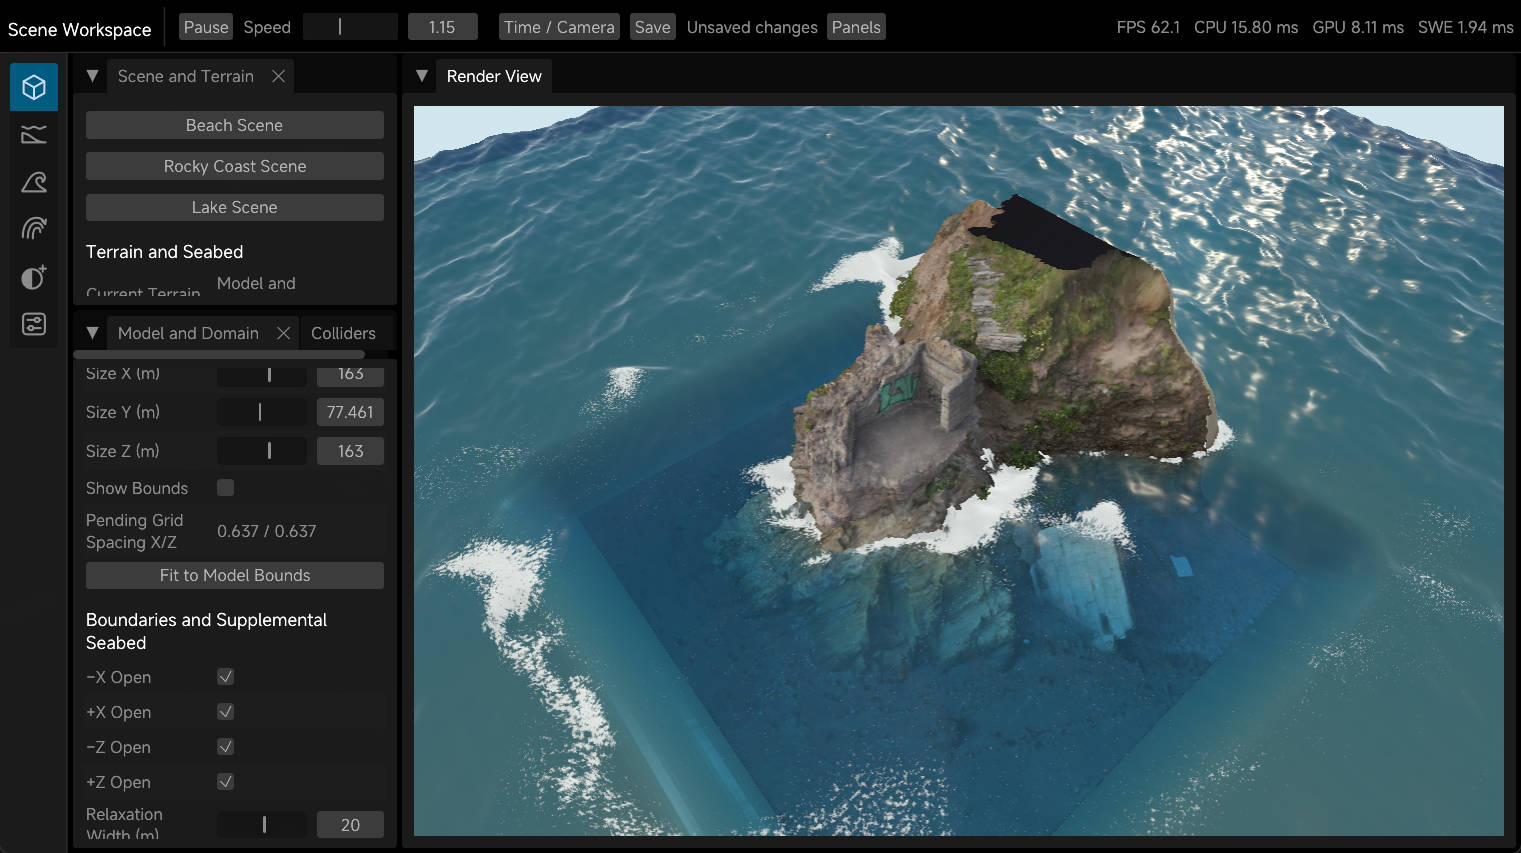 Scene Workspace
Pause Speed 1.15 Time / Camera Save Unsaved changes Panels FPS 62.1 CPU 15.80 ms GPU 8.11 ms SWE 1.94 ms
Scene and Terrain
Beach Scene
Rocky Coast Scene
Lake Scene
Terrain and Seabed
Current Terrain Model and
Model and Domain Colliders
Size X (m) 163
Size Y (m) 77.461
Size Z (m) 163
Show Bounds
Pending Grid
Spacing X/Z 0.637 / 0.637
Fit to Model Bounds
Boundaries and Supplemental
Seabed
−X Open
+X Open
−Z Open
+Z Open
Relaxation
Width (m) 20
Render View